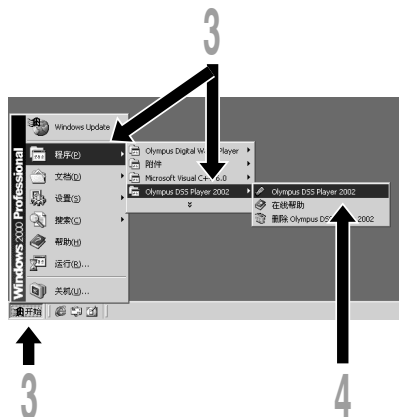 3
Windows 2000 Professional
Windows Update
程序(P)
文档(D)
设置(S)
搜索(C)
帮助(H)
运行(R)...
关机(U)...
Olympus Digital Player
附件
Microsoft Visual C++ 6.0
Olympus DSS Player 2002
Olympus DSS Player 2002
在线帮助
删除 Olympus DSS 2002
开始
3
4